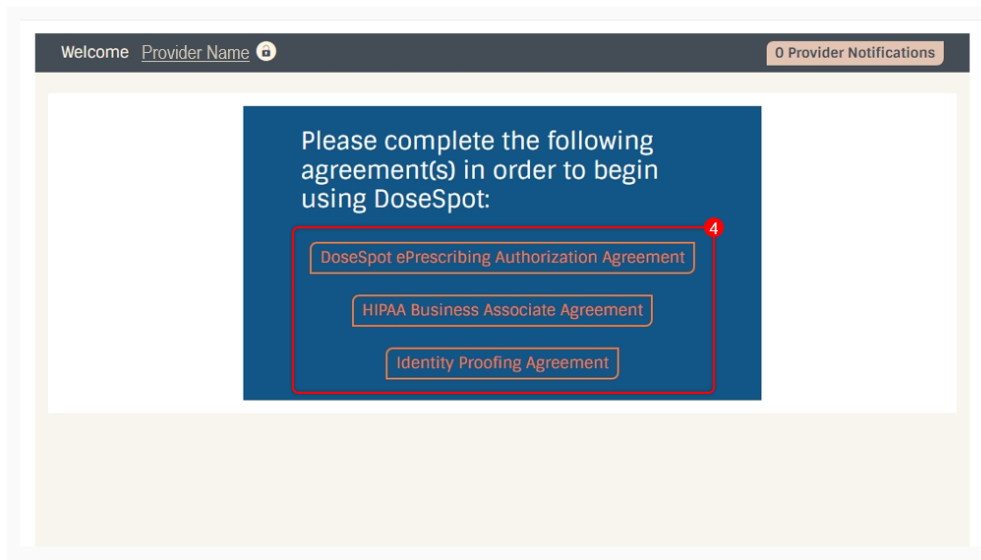 Welcome Provider Name
0 Provider Notifications
Please complete the following
agreement(s) in order to begin
using DoseSpot:
4
DoseSpot ePrescribing Authorization Agreement
HIPAA Business Associate Agreement
Identity Proofing Agreement